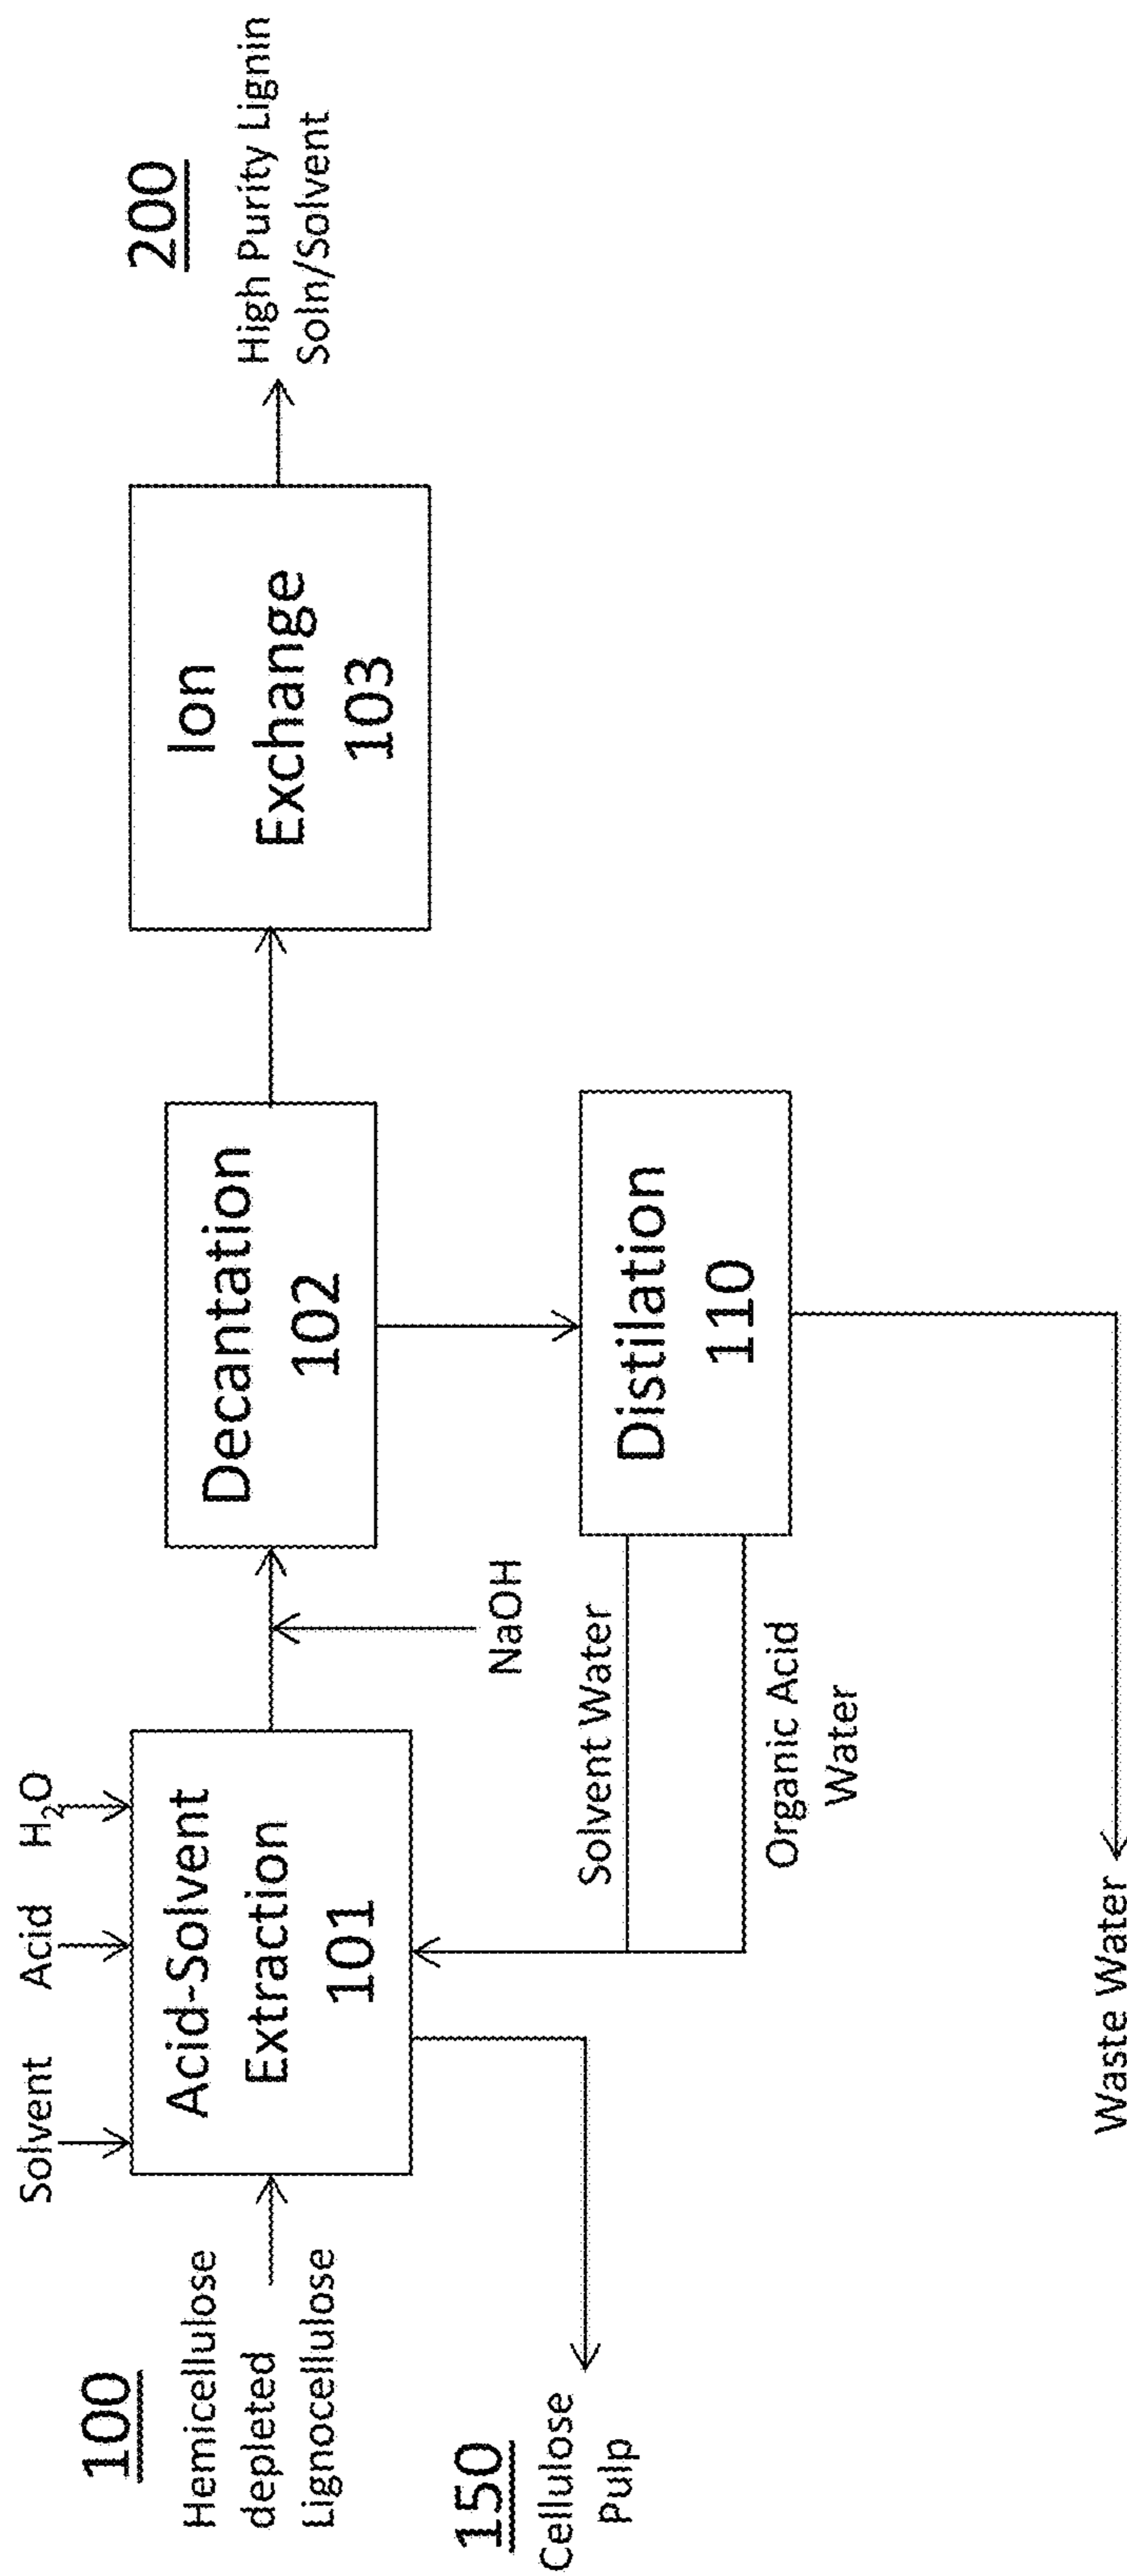 100
Hemicellulose
depleted
Lignocellulose
150
Cellulose
Pulp
Solvent
Acid
H₂O
Acid-Solvent
Extraction
101
NaOH
Decantation
102
Ion
Exchange
103
200
High Purity Lignin
Soln/Solvent
Solvent Water
Organic Acid
Water
Distilation
110
Waste Water